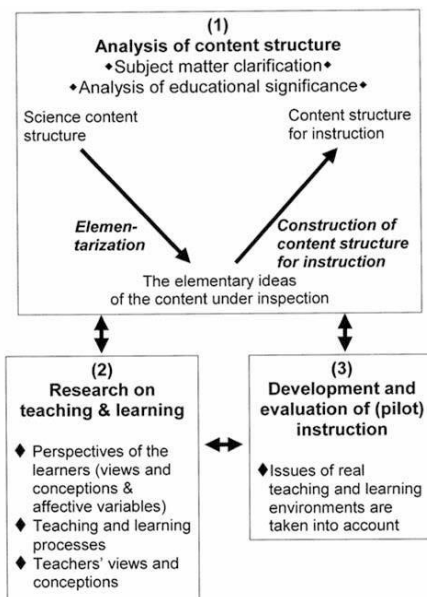 (1)
Analysis of content structure
◆Subject matter clarification◆
◆Analysis of educational significance◆
Science content
structure
Content structure
for instruction
Elemen-
tarization
Construction of
content structure
for instruction
The elementary ideas
of the content under inspection
(2)
Research on
teaching & learning
◆ Perspectives of the
learners (views and
conceptions &
affective variables)
◆ Teaching and learning
processes
◆ Teachers' views and
conceptions
(3)
Development and
evaluation of (pilot)
instruction
◆Issues of real
teaching and learning
environments are
taken into account